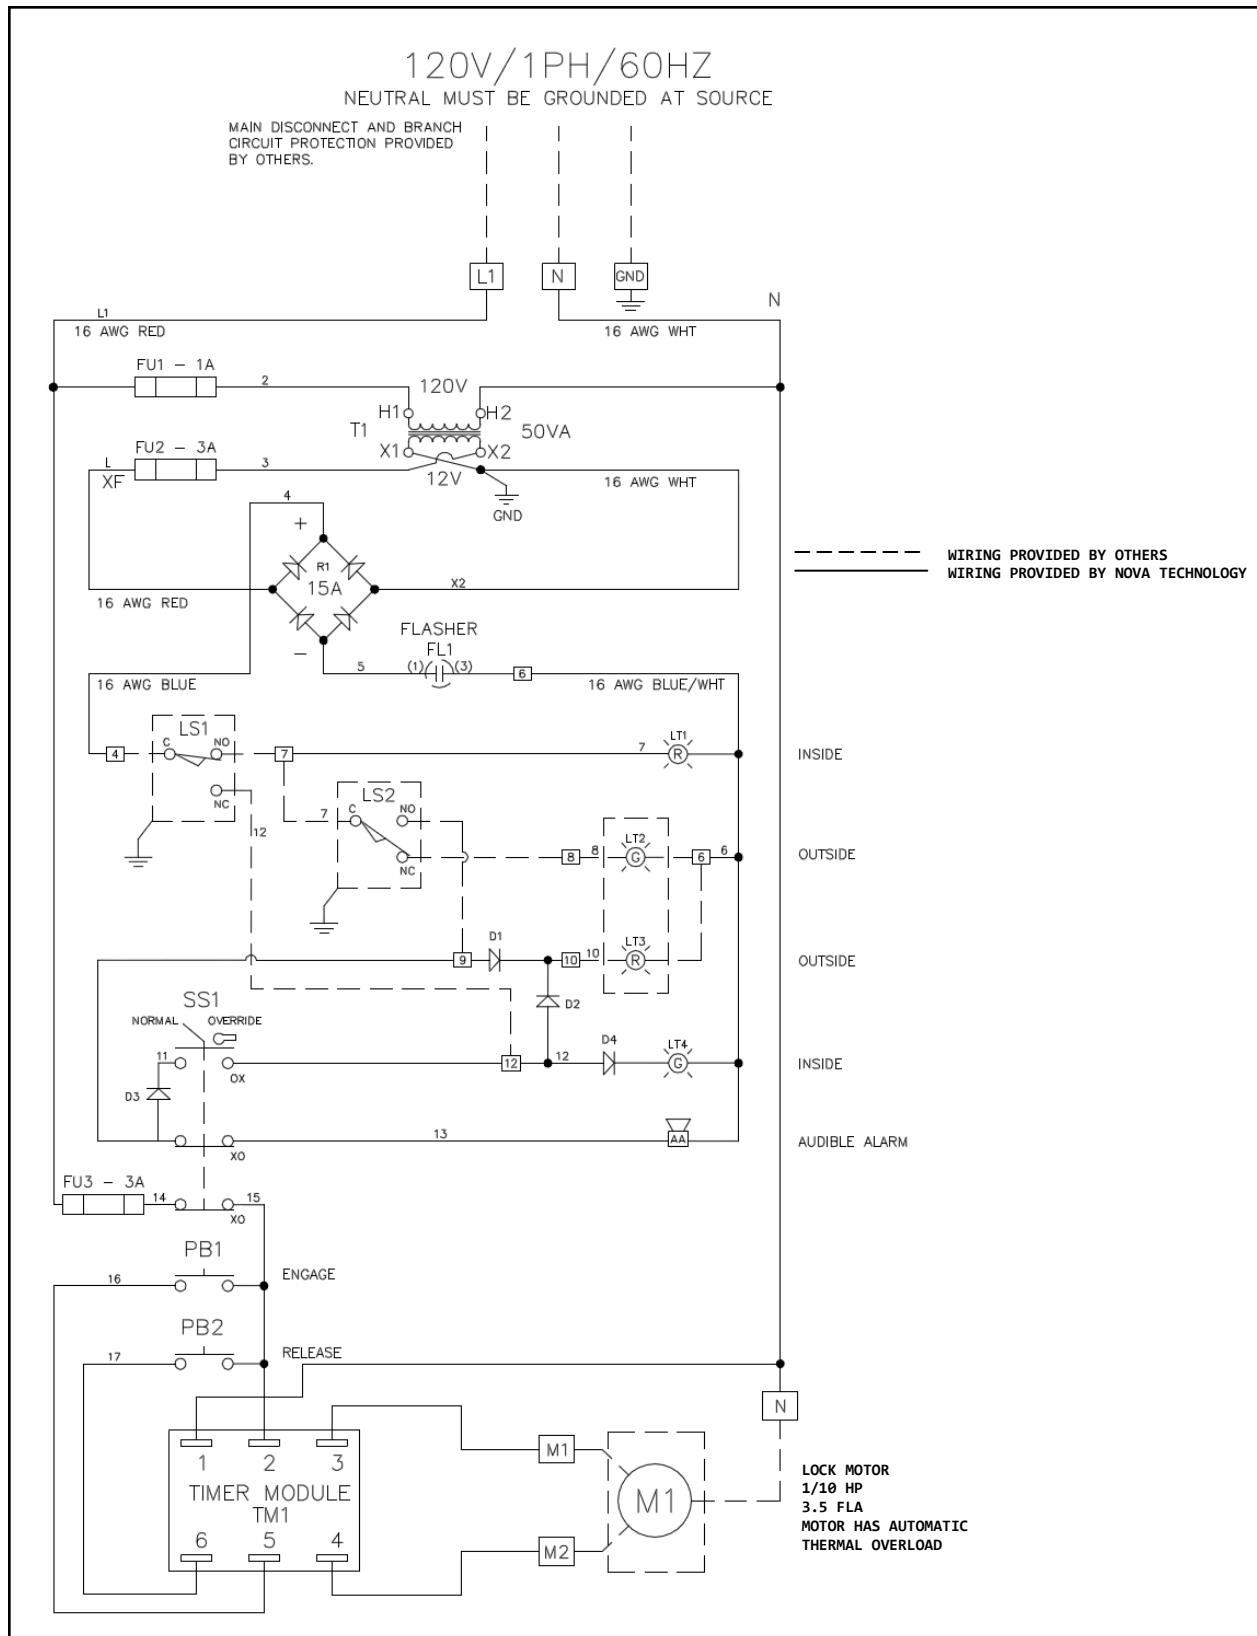 120V/1PH/60HZ
NEUTRAL MUST BE GROUNDED AT SOURCE
MAIN DISCONNECT AND BRANCH
CIRCUIT PROTECTION PROVIDED
BY OTHERS.
L1 N GND
N
L1
16 AWG RED 16 AWG WHT
FU1 – 1A
2 120V
H1 H2
T1 50VA
FU2 – 3A
X1 X2
L 3
XF 12V 16 AWG WHT
4 GND
+
WIRING PROVIDED BY OTHERS
WIRING PROVIDED BY NOVA TECHNOLOGY
R1
15A X2
16 AWG RED
FLASHER
FL1
–
5 (1) (3) 6
16 AWG BLUE 16 AWG BLUE/WHT
LS1
C NO
4 7 7 LT1 R INSIDE
NC
LS2
12 7 C NO
NC
8 8 LT2 G 6 6 OUTSIDE
9 D1 10 10 LT3 R OUTSIDE
SS1
D2
NORMAL OVERRIDE
11 OX 12 12 D4 LT4 G INSIDE
D3
13 AA AUDIBLE ALARM
XO
FU3 – 3A 14 15
XO
PB1
16 ENGAGE
PB2
17 RELEASE
N
1 2 3 M1
TIMER MODULE
TM1
M1
6 5 4 M2
LOCK MOTOR
1/10 HP
3.5 FLA
MOTOR HAS AUTOMATIC
THERMAL OVERLOAD